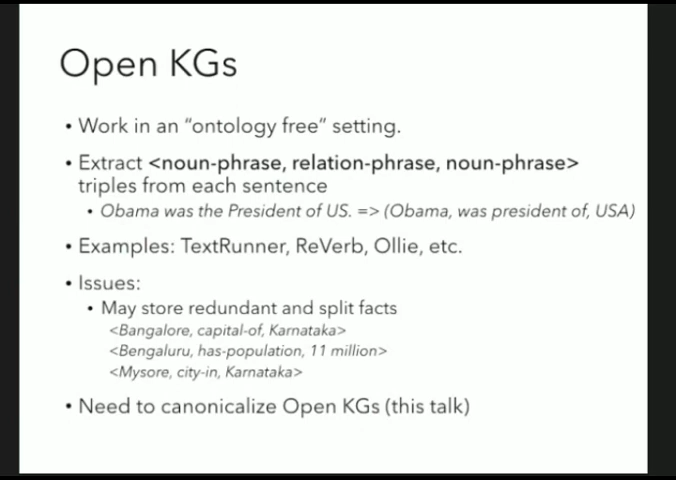 Open KGs
• Work in an “ontology free” setting.
• Extract <noun-phrase, relation-phrase, noun-phrase>
triples from each sentence
• Obama was the President of US. => (Obama, was president of, USA)
• Examples: TextRunner, ReVerb, Ollie, etc.
• Issues:
• May store redundant and split facts
<Bangalore, capital-of, Karnataka>
<Bengaluru, has-population, 11 million>
<Mysore, city-in, Karnataka>
• Need to canonicalize Open KGs (this talk)